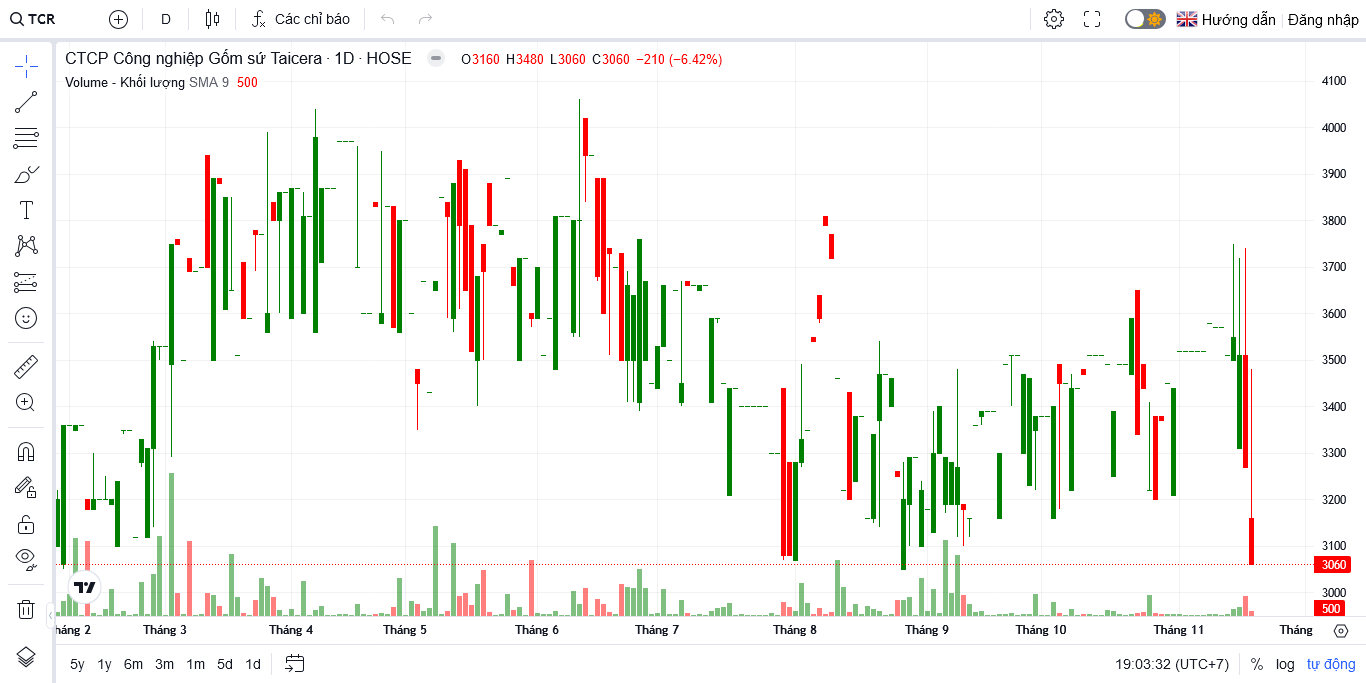 TCR D Các chỉ báo Hướng dẫn Đăng nhập
CTCP Công nghiệp Gốm sứ Taicera · 1D · HOSE O3160 H3480 L3060 C3060 −210 (−6.42%)
Volume - Khối lượng SMA 9 500
4100
4000
3900
3800
3700
3600
3500
3400
3300
3200
3100
3060
3000
500
háng 2 Tháng 3 Tháng 4 Tháng 5 Tháng 6 Tháng 7 Tháng 8 Tháng 9 Tháng 10 Tháng 11 Tháng
5y 1y 6m 3m 1m 5d 1d 19:03:32 (UTC+7) % log tự động